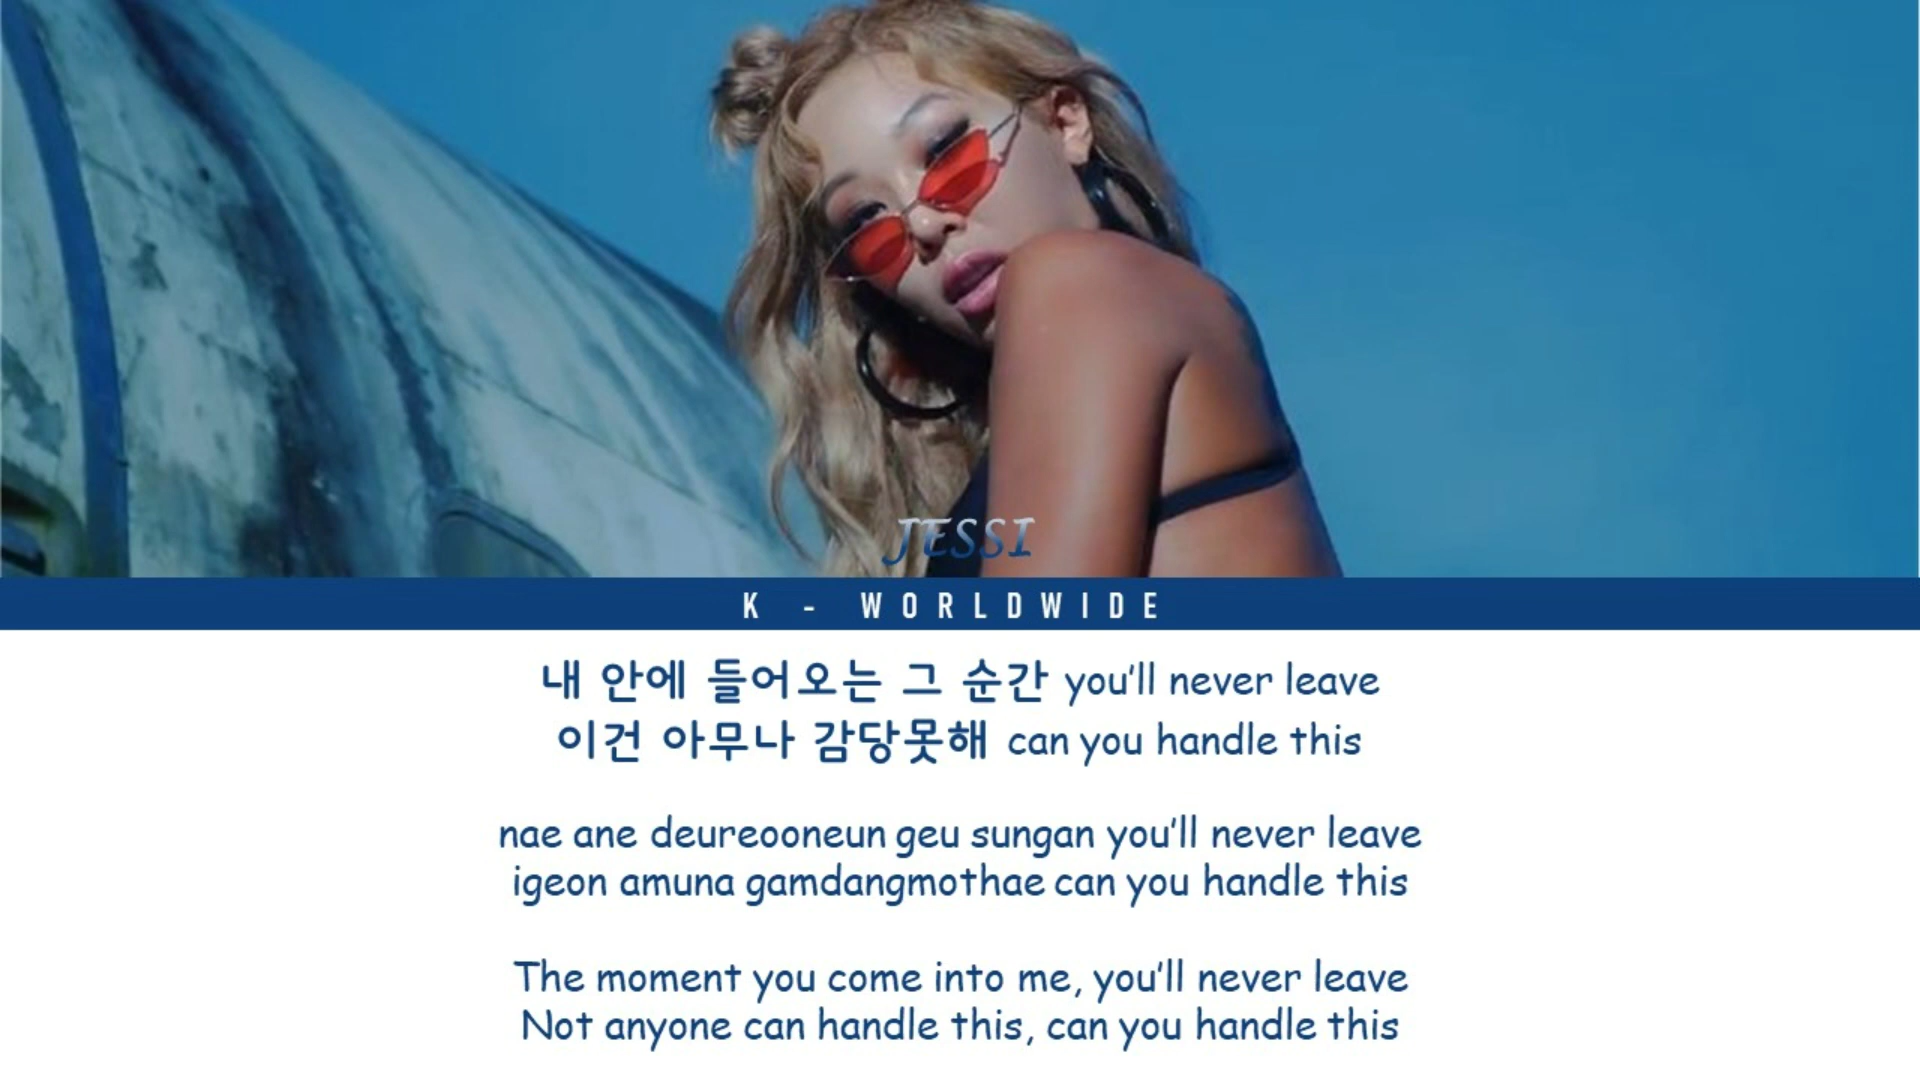 JESSI
K - WORLDWIDE
내 안에 들어오는 그 순간 you'll never leave
이건 아무나 감당못해 can you handle this
nae ane deureooneun geu sungan you'll never leave
igeon amuna gamdangmothae can you handle this
The moment you come into me, you'll never leave
Not anyone can handle this, can you handle this